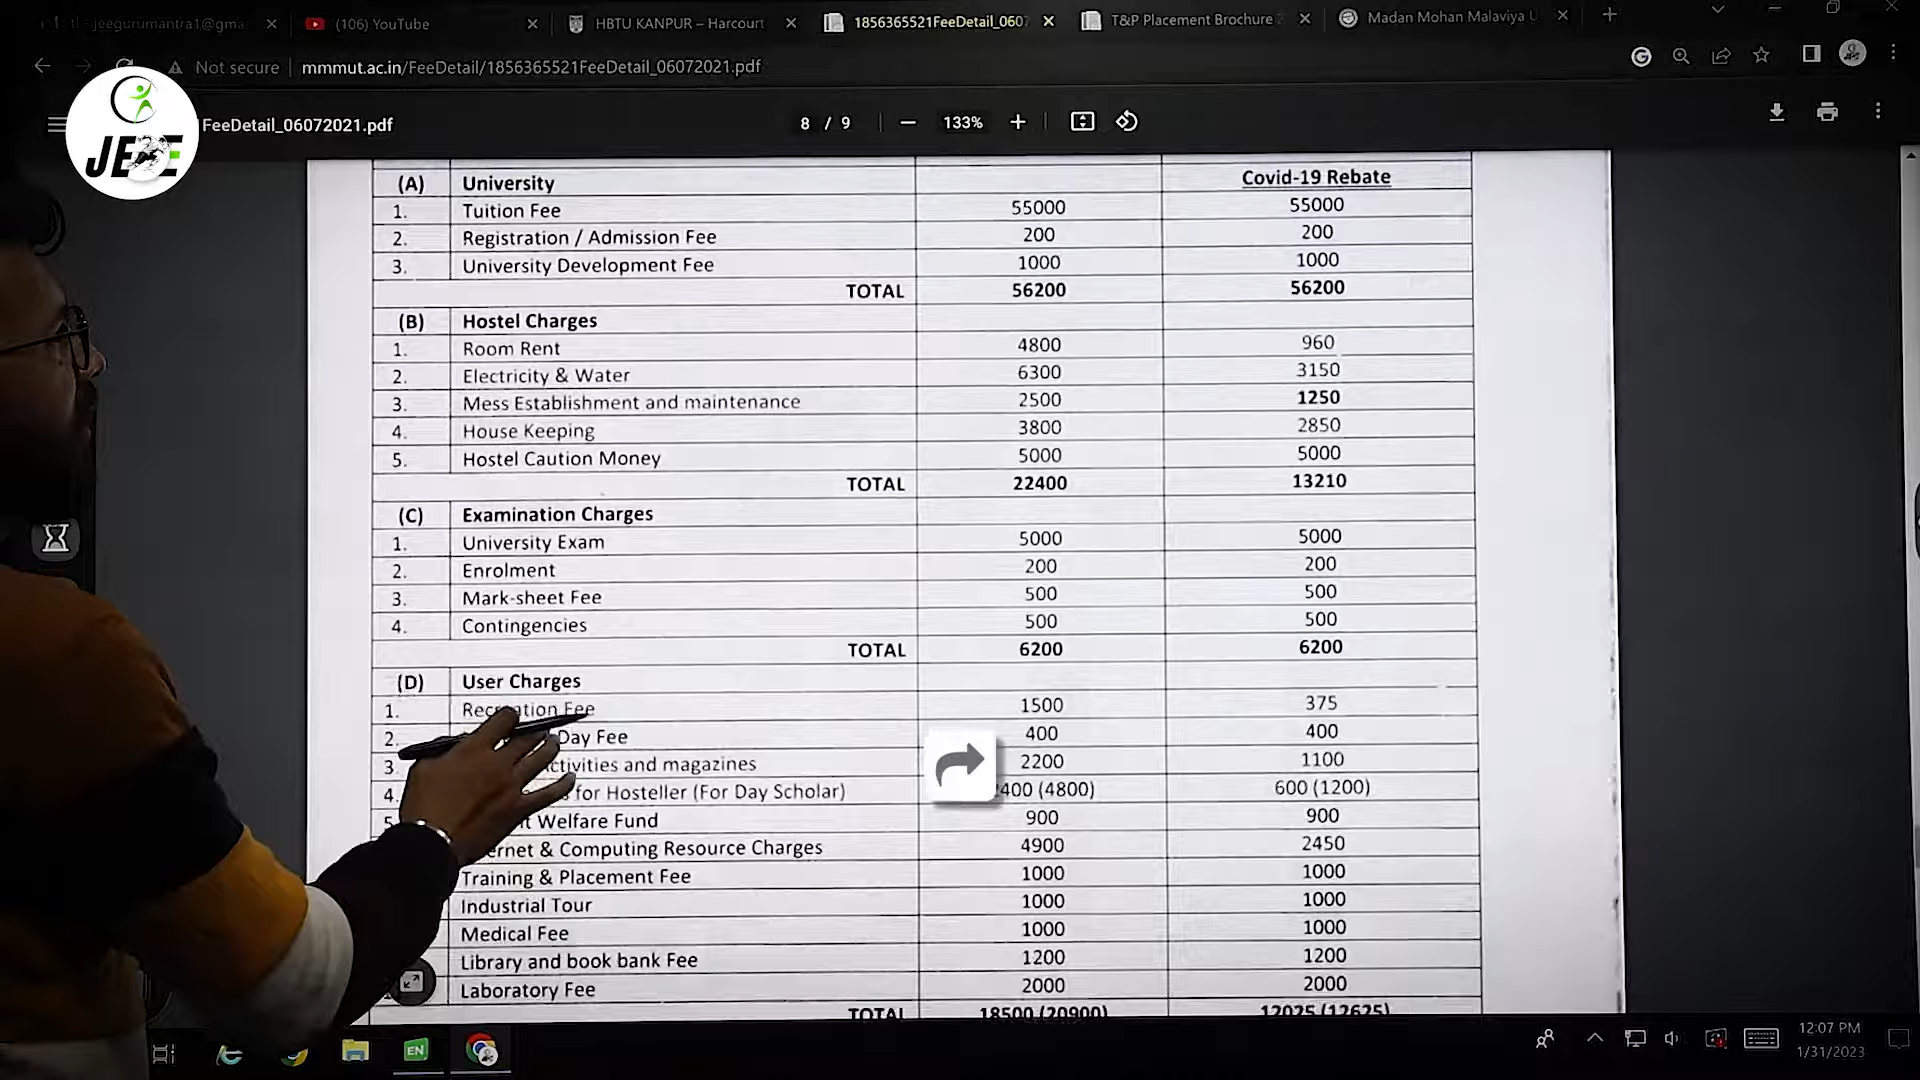 jeegurumantra1@gma
(106) YouTube
HBTU KANPUR – Harcourt
1856365521FeeDetail_060
T&P Placement Brochure
Madan Mohan Malaviya U
Not secure
mmmut.ac.in/FeeDetail/1856365521FeeDetail_06072021.pdf
FeeDetail_06072021.pdf
8 / 9
133%
(A) University Covid-19 Rebate
1. Tuition Fee 55000 55000
2. Registration / Admission Fee 200 200
3. University Development Fee 1000 1000
TOTAL 56200 56200
(B) Hostel Charges
1. Room Rent 4800 960
2. Electricity & Water 6300 3150
3. Mess Establishment and maintenance 2500 1250
4. House Keeping 3800 2850
5. Hostel Caution Money 5000 5000
TOTAL 22400 13210
(C) Examination Charges
1. University Exam 5000 5000
2. Enrolment 200 200
3. Mark-sheet Fee 500 500
4. Contingencies 500 500
TOTAL 6200 6200
(D) User Charges
1. Recreation Fee 1500 375
2. Day Fee 400 400
3. and magazines 2200 1100
4. for Hosteller (For Day Scholar) (4800) 600 (1200)
Welfare Fund 900 900
& Computing Resource Charges 4900 2450
Training & Placement Fee 1000 1000
Industrial Tour 1000 1000
Medical Fee 1000 1000
Library and book bank Fee 1200 1200
Laboratory Fee 2000 2000
TOTAL 18500 (20900) 12025 (12625)
EN
12:07 PM
1/31/2023